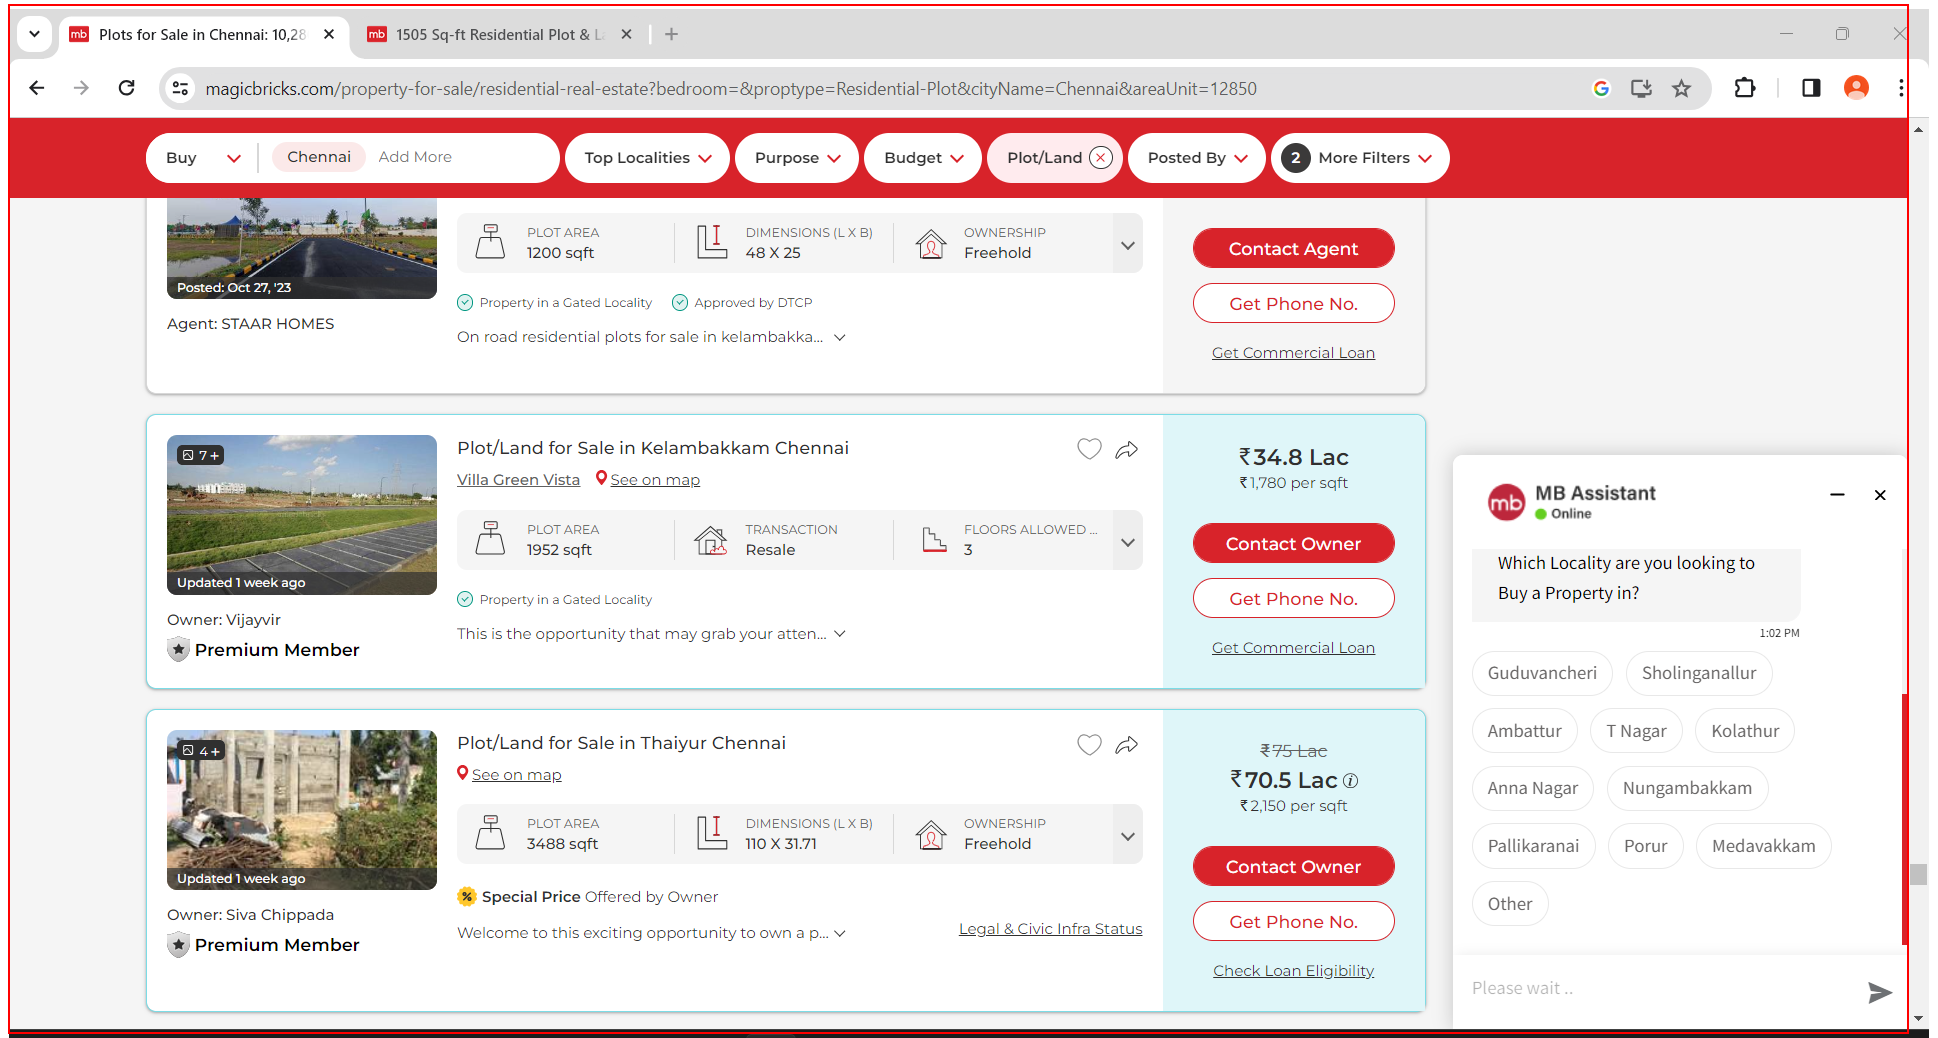 mb Plots for Sale in Chennai: 10,28
mb 1505 Sq-ft Residential Plot & L
magicbricks.com/property-for-sale/residential-real-estate?bedroom=&proptype=Residential-Plot&cityName=Chennai&areaUnit=12850
Buy Chennai Add More Top Localities Purpose Budget Plot/Land Posted By 2 More Filters
PLOT AREA DIMENSIONS (L X B) OWNERSHIP
1200 sqft 48 X 25 Freehold
Contact Agent
Posted: Oct 27, '23
Property in a Gated Locality Approved by DTCP
Get Phone No.
Agent: STAAR HOMES
On road residential plots for sale in kelambakka...
Get Commercial Loan
7+
Plot/Land for Sale in Kelambakkam Chennai
Villa Green Vista See on map
₹34.8 Lac
₹1,780 per sqft
PLOT AREA TRANSACTION FLOORS ALLOWED ...
1952 sqft Resale 3
Contact Owner
Updated 1 week ago
Property in a Gated Locality
Get Phone No.
Owner: Vijayvir
This is the opportunity that may grab your atten...
Premium Member
Get Commercial Loan
4+
Plot/Land for Sale in Thaiyur Chennai
See on map
₹75 Lac
₹70.5 Lac
₹2,150 per sqft
PLOT AREA DIMENSIONS (L X B) OWNERSHIP
3488 sqft 110 X 31.71 Freehold
Contact Owner
Updated 1 week ago
% Special Price Offered by Owner
Get Phone No.
Owner: Siva Chippada
Welcome to this exciting opportunity to own a p...
Legal & Civic Infra Status
Premium Member
Check Loan Eligibility
mb MB Assistant
Online
Which Locality are you looking to
Buy a Property in?
1:02 PM
Guduvancheri Sholinganallur
Ambattur T Nagar Kolathur
Anna Nagar Nungambakkam
Pallikaranai Porur Medavakkam
Other
Please wait ..